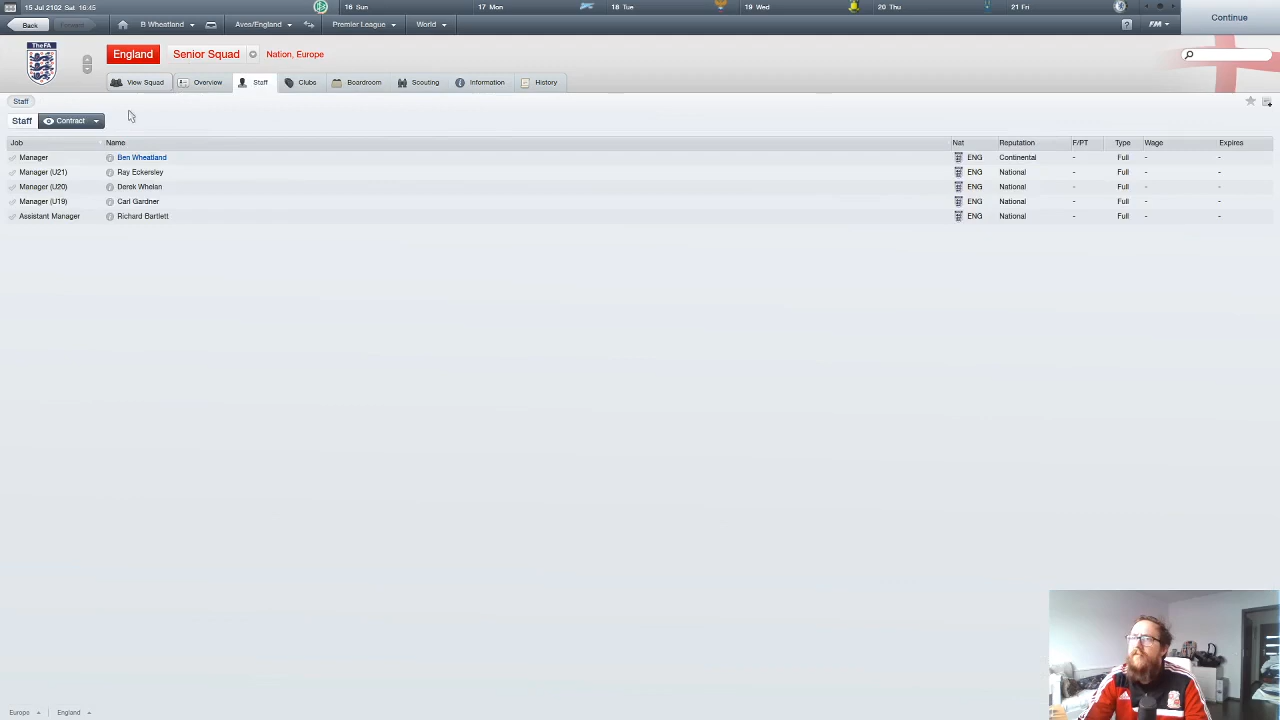 15 Jul 2102 Sat 16:45 16 Sun 17 Mon 18 Tue 19 Wed 20 Thu 21 Fri
Back Forward B Wheatland Aves/England Premier League World ? FM Continue
TheFA England Senior Squad Nation, Europe
View Squad Overview Staff Clubs Boardroom Scouting Information History
Staff
Staff Contract
Job Name Nat Reputation F/PT Type Wage Expires
Manager Ben Wheatland ENG Continental - Full - -
Manager (U21) Ray Eckersley ENG National - Full - -
Manager (U20) Derek Whelan ENG National - Full - -
Manager (U19) Carl Gardner ENG National - Full - -
Assistant Manager Richard Bartlett ENG National - Full - -
Europe England